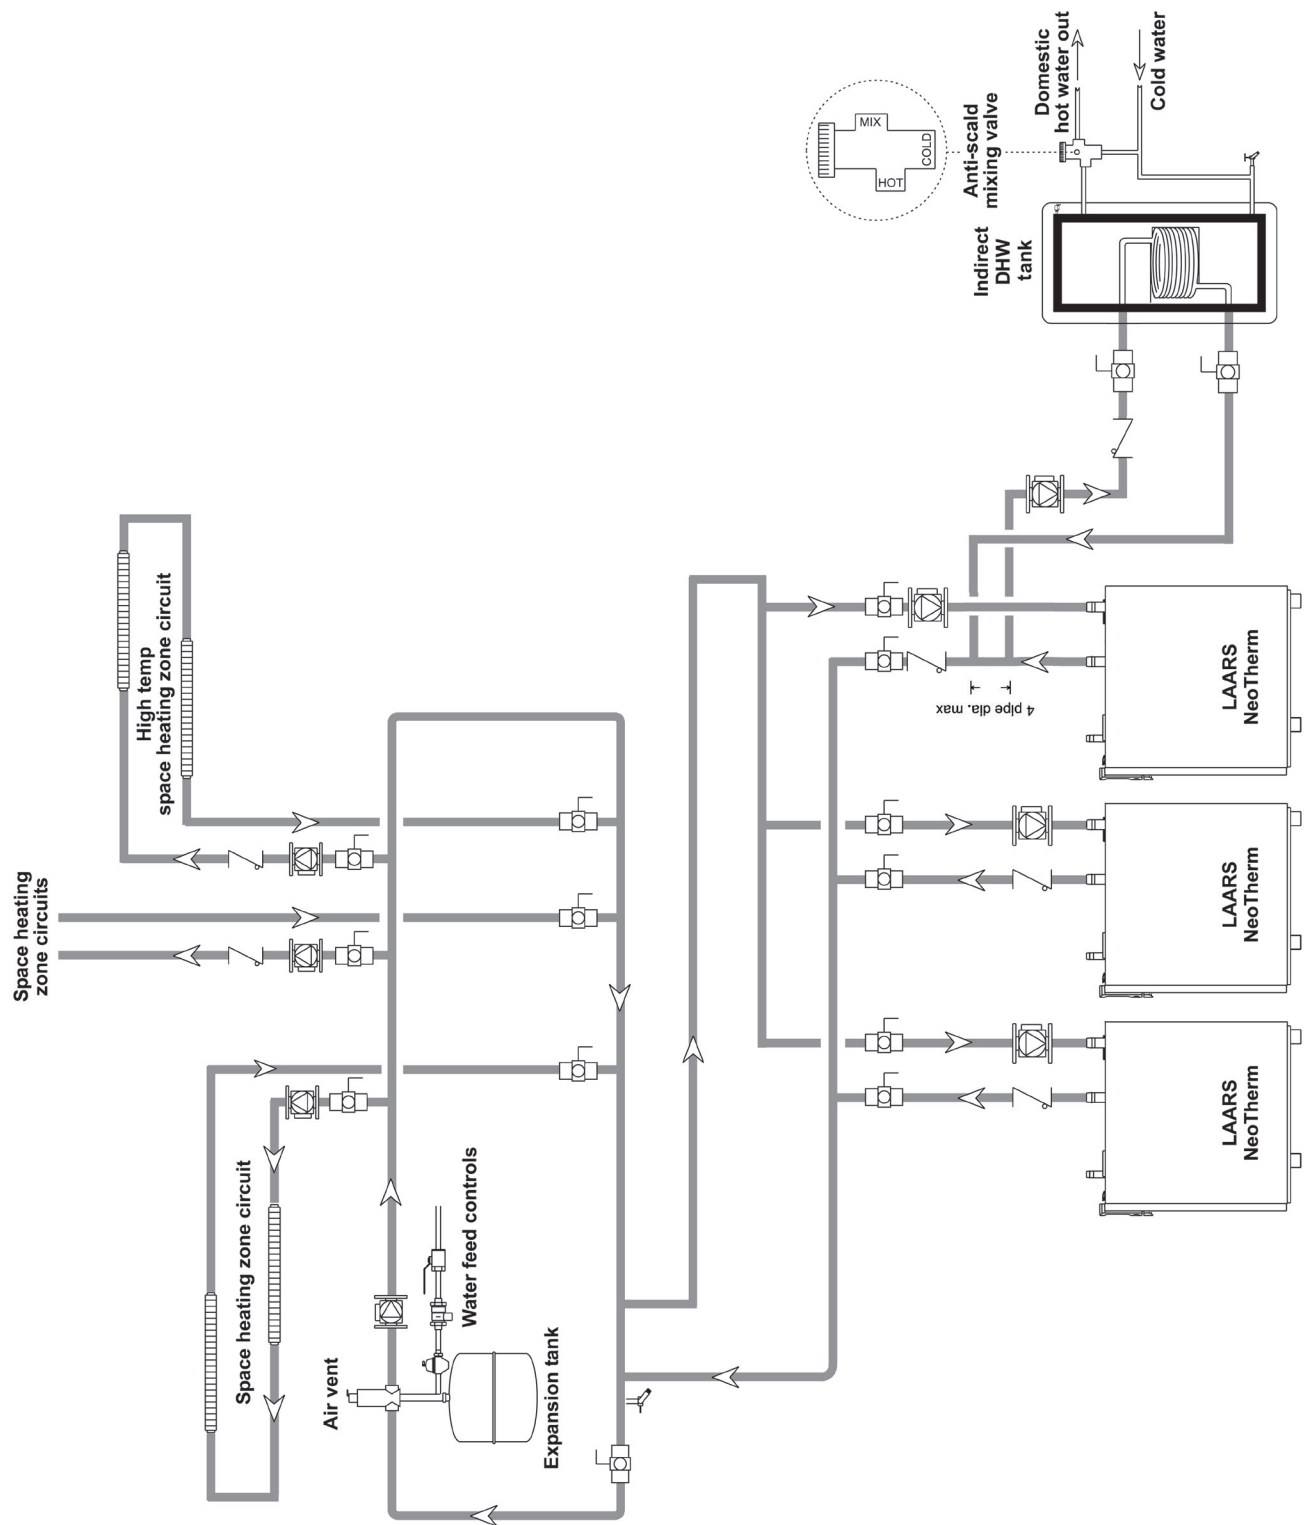 Space heating
zone circuits
High temp
space heating zone circuit
Space heating zone circuit
Air vent
Water feed controls
Expansion tank
MIX
HOT
COLD
Anti-scald
mixing valve
Domestic
hot water out
Cold water
Indirect
DHW
tank
4 pipe dia. max
LAARS
NeoTherm
LAARS
NeoTherm
LAARS
NeoTherm